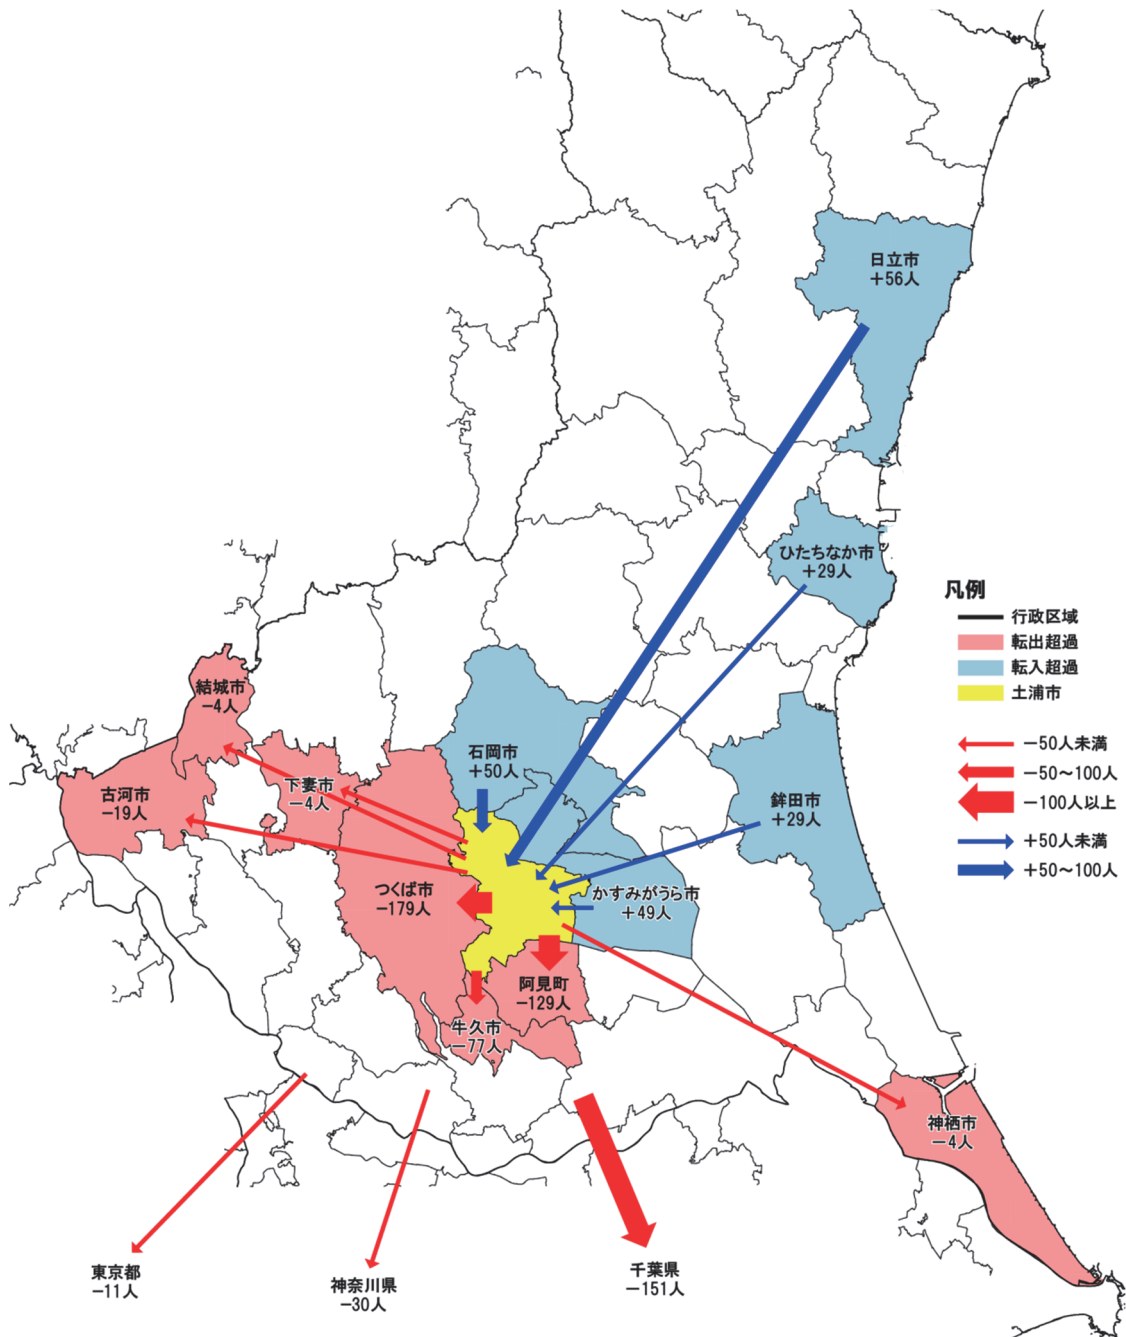 日立市
＋56人
ひたちなか市
＋29人
凡例
行政区域
転出超過
転入超過
土浦市
－50人未満
－50～100人
－100人以上
＋50人未満
＋50～100人
結城市
－4人
石岡市
＋50人
下妻市
－4人
古河市
－19人
鉾田市
＋29人
つくば市
－179人
かすみがうら市
＋49人
阿見町
－129人
牛久市
－77人
神栖市
－4人
東京都
－11人
神奈川県
－30人
千葉県
－151人